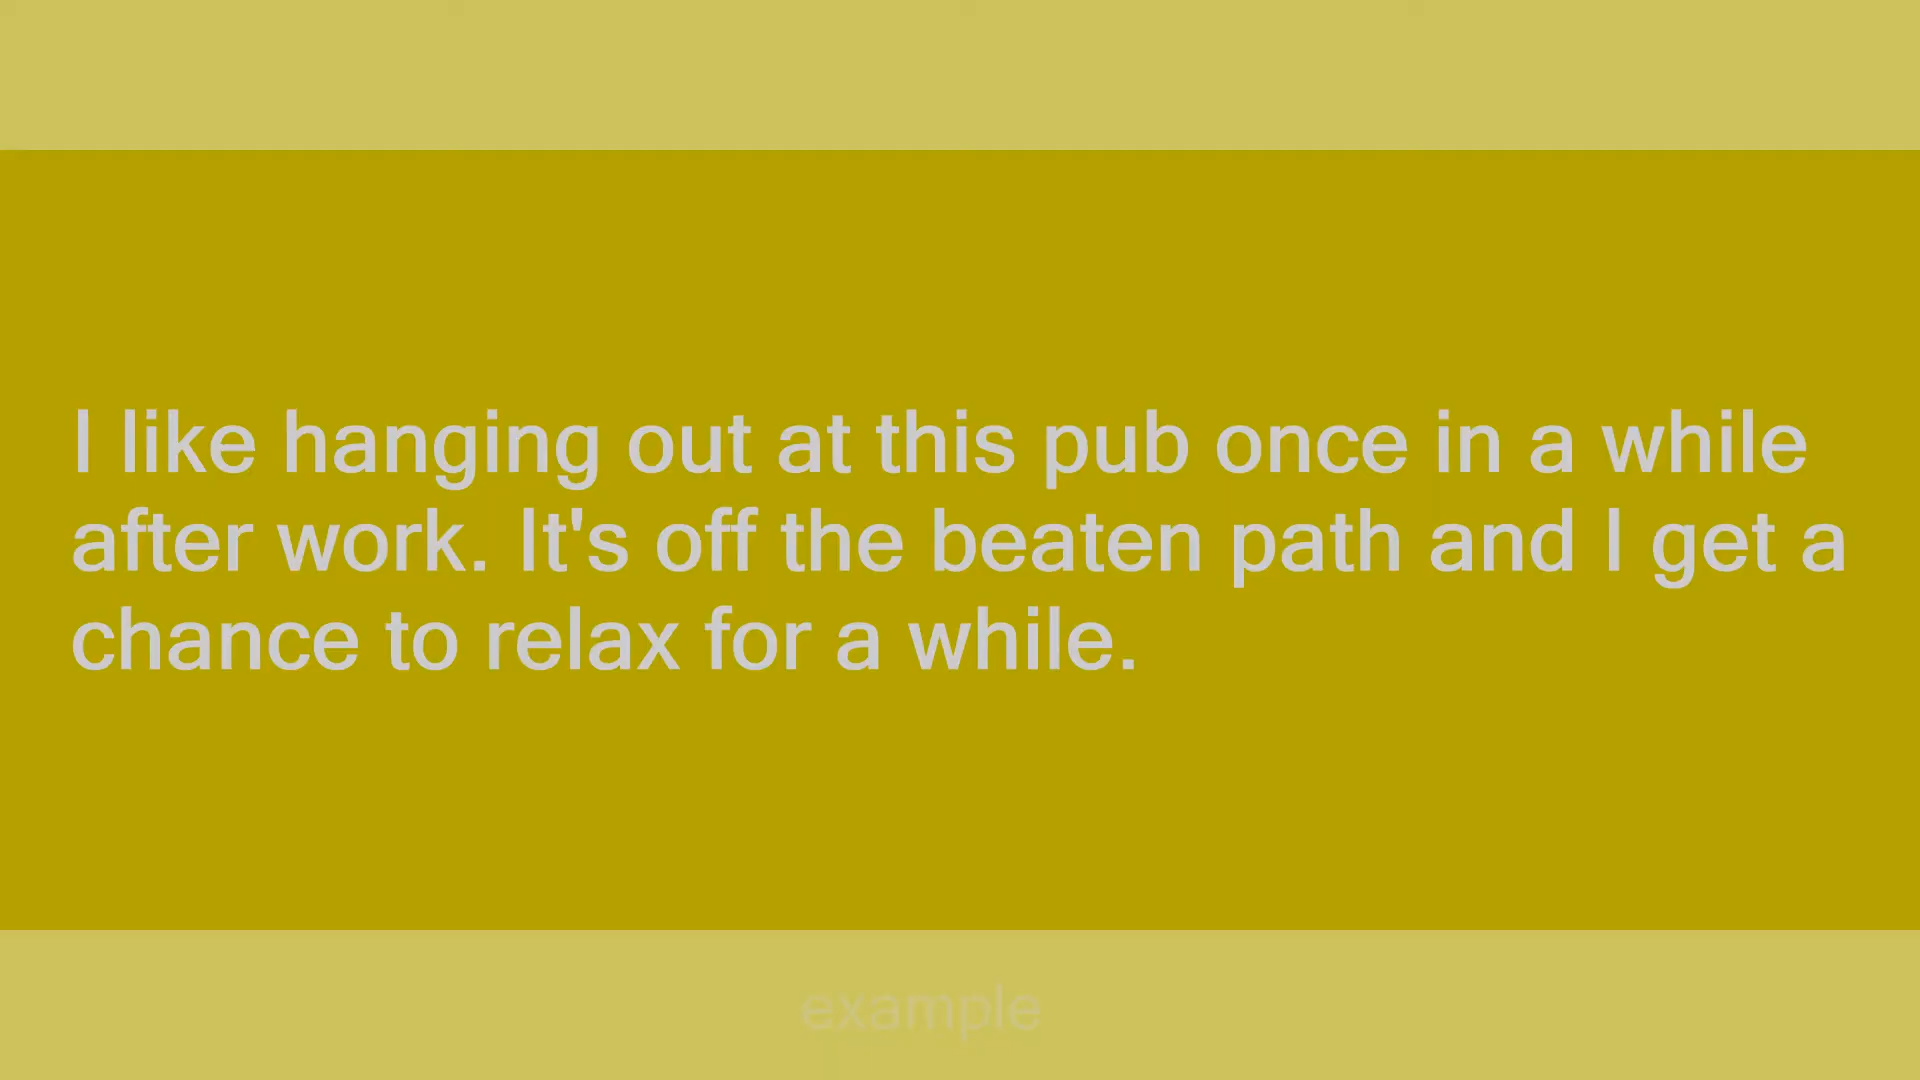 I like hanging out at this pub once in a while
after work. It's off the beaten path and I get a
chance to relax for a while.
example